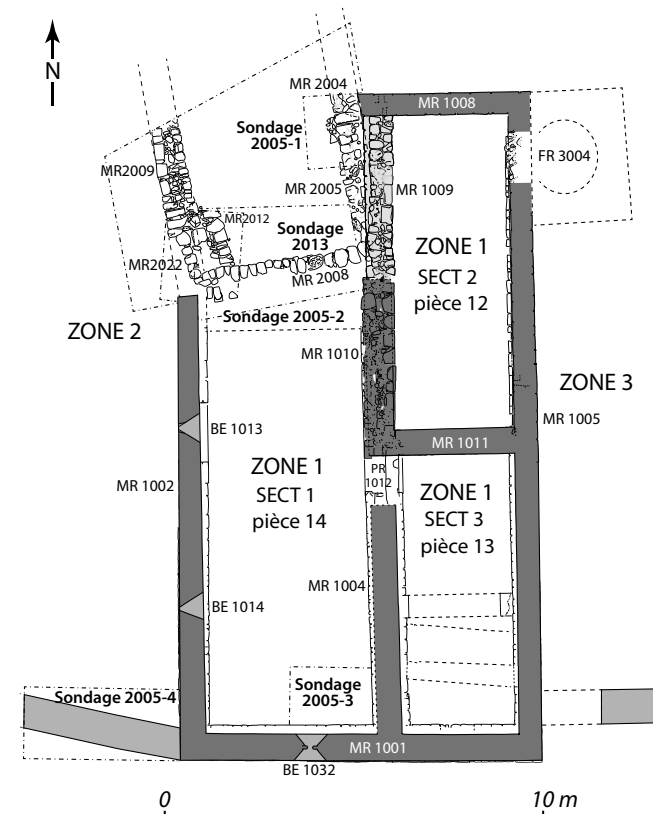 N
MR 2004
MR 1008
Sondage
2005-1
MR2009
FR 3004
MR 2005
MR 1009
MR2012
Sondage
2013
ZONE 1
SECT 2
pièce 12
MR2022
MR 2008
Sondage 2005-2
ZONE 2
MR 1010
ZONE 3
MR 1005
BE 1013
MR 1011
ZONE 1
SECT 1
pièce 14
PR
1012
MR 1002
ZONE 1
SECT 3
pièce 13
MR 1004
BE 1014
Sondage
2005-3
Sondage 2005-4
MR 1001
BE 1032
0
10 m